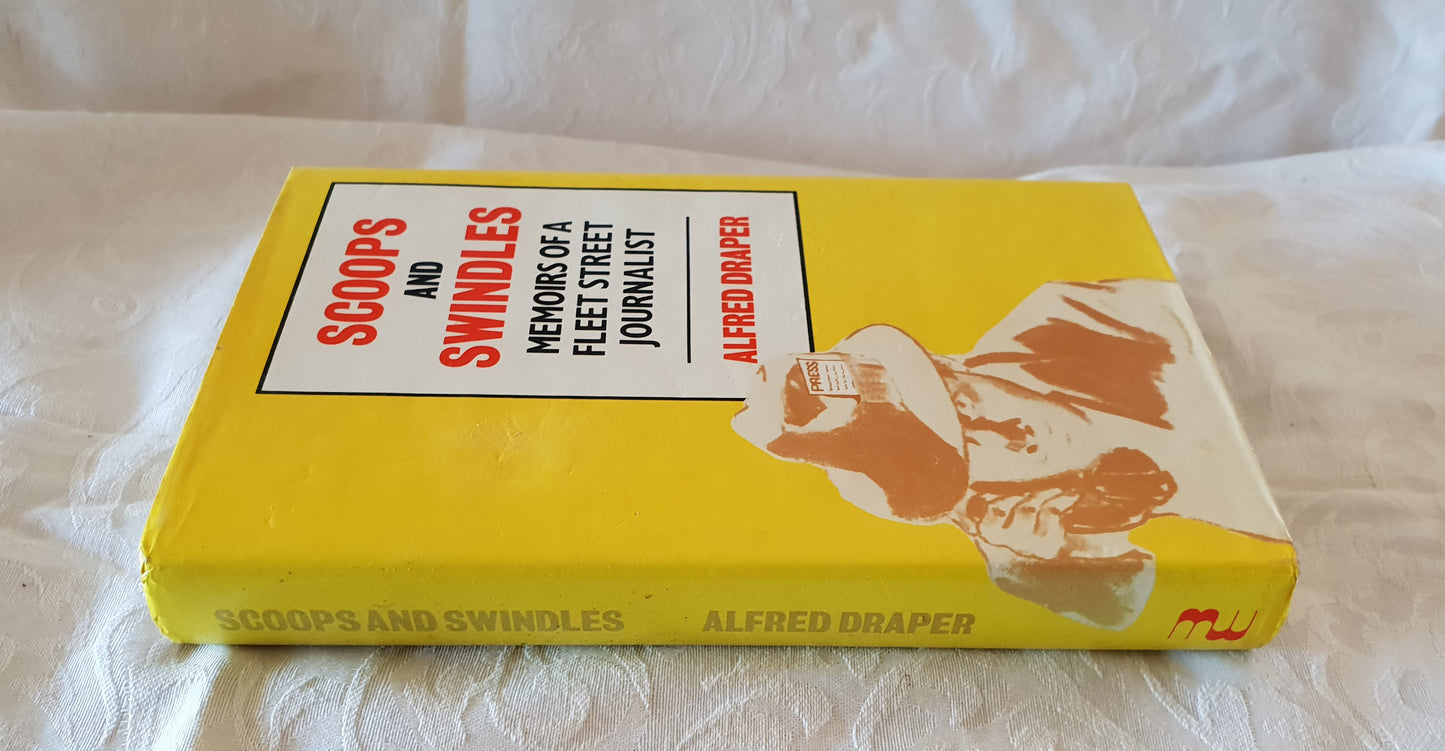 SCOOPS
AND
SWINDLES
MEMOIRS OF A
FLEET STREET
JOURNALIST
ALFRED DRAPER
PRESS
SCOOPS AND SWINDLES ALFRED DRAPER